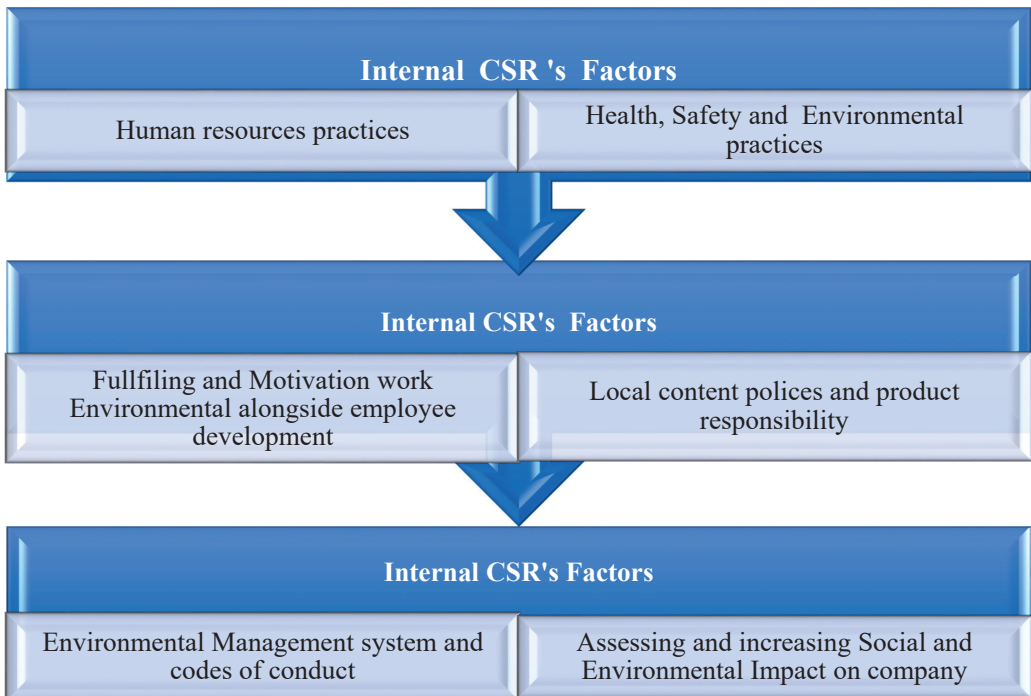 Internal CSR 's Factors
Human resources practices
Health, Safety and Environmental
practices
Internal CSR's Factors
Fullfiling and Motivation work
Environmental alongside employee
development
Local content polices and product
responsibility
Internal CSR's Factors
Environmental Management system and
codes of conduct
Assessing and increasing Social and
Environmental Impact on company